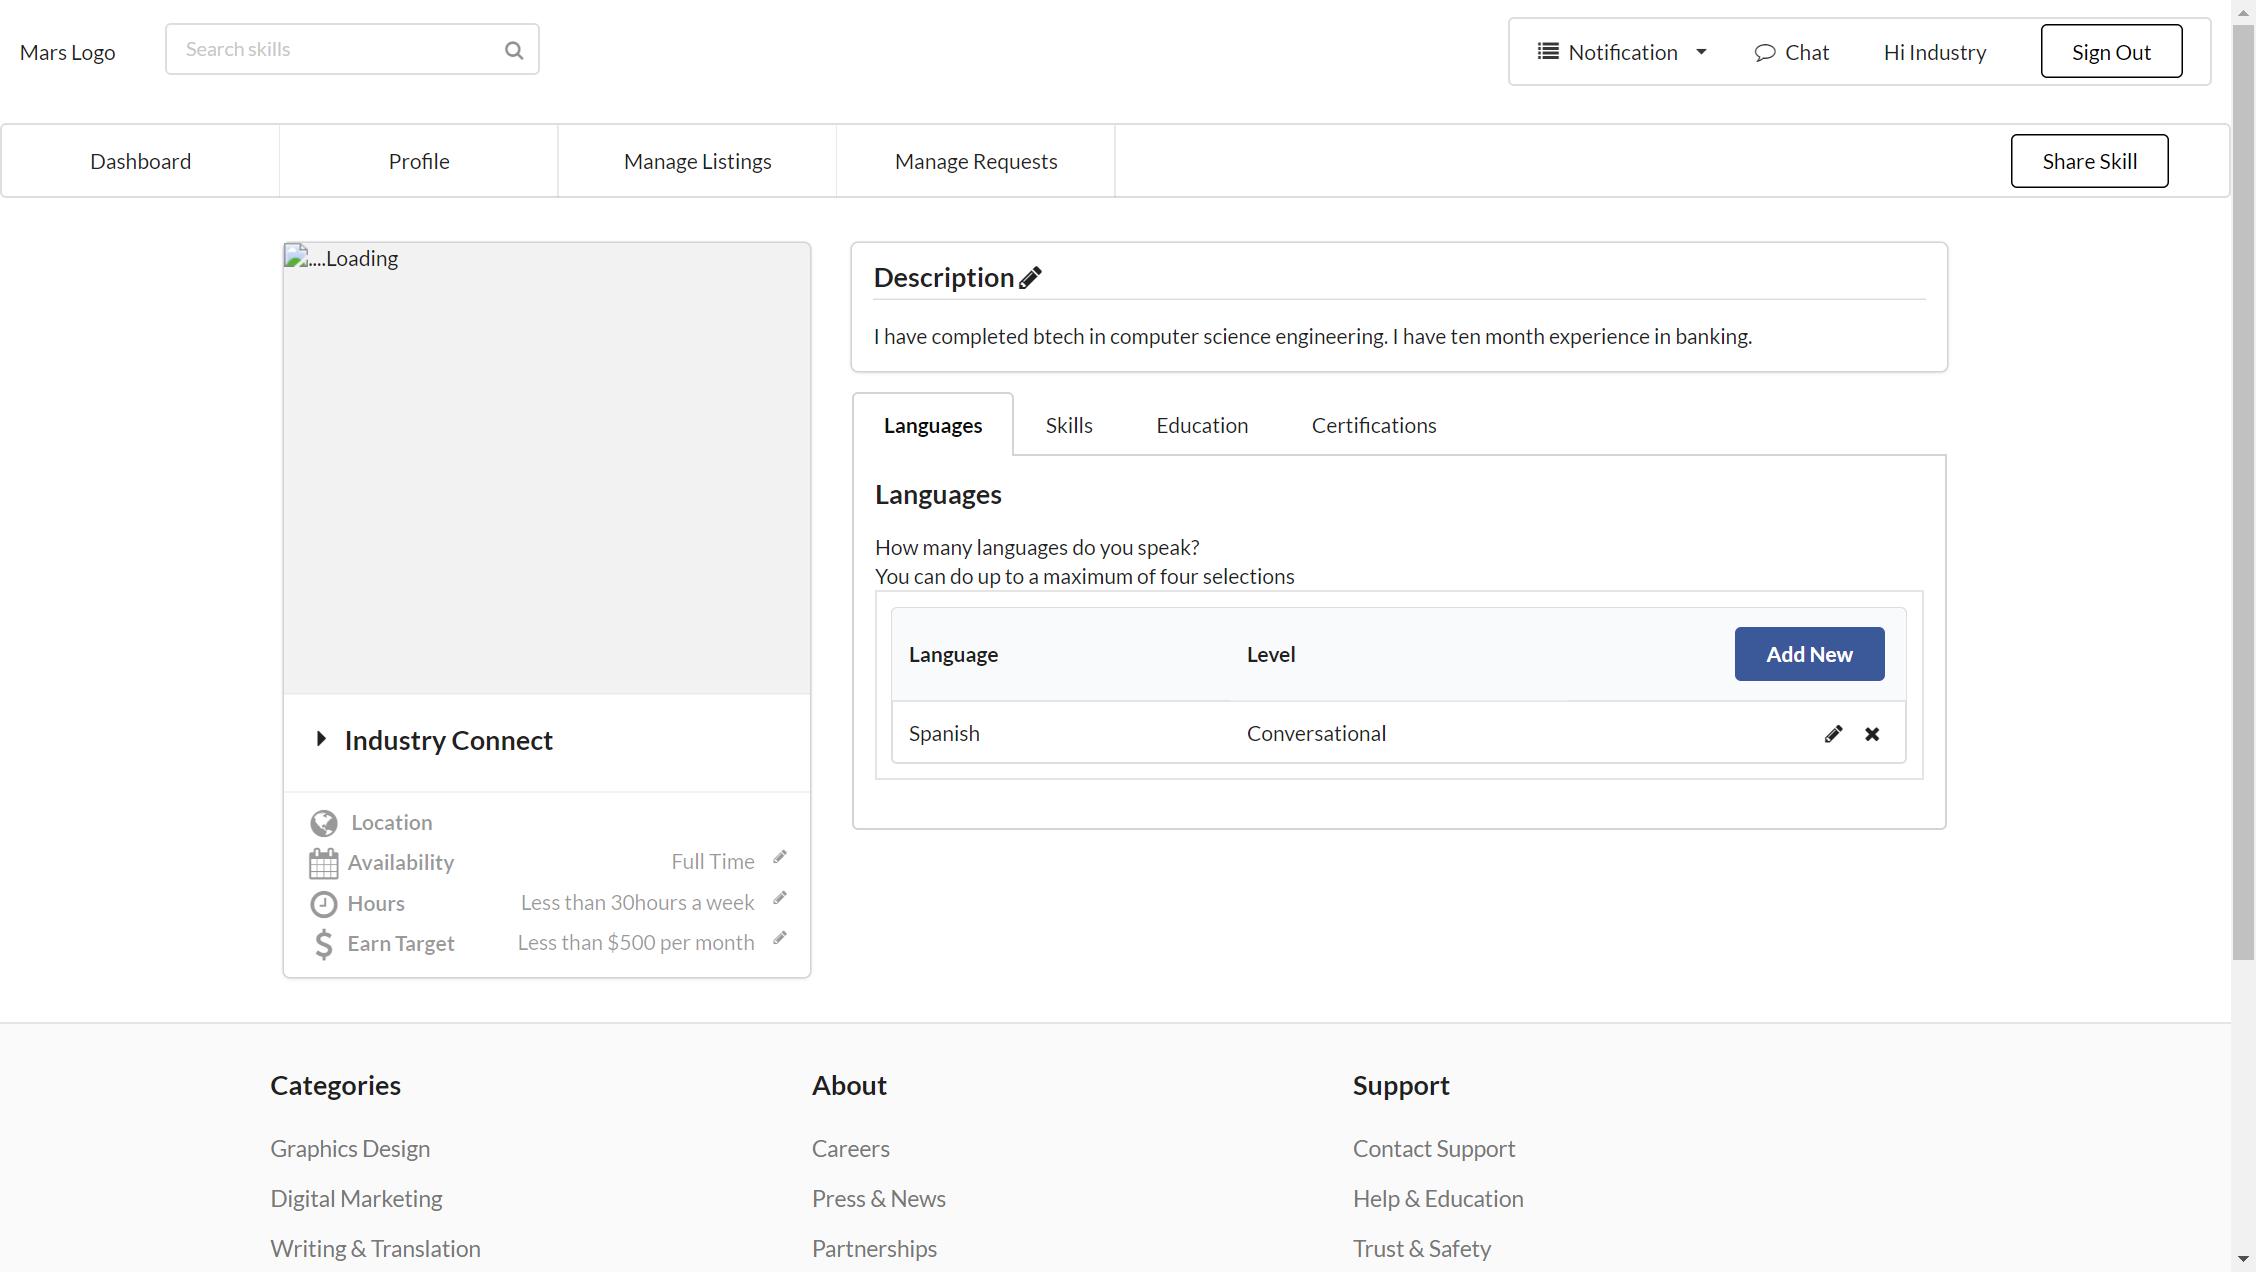 Mars Logo
Search skills
Notification
Chat
Hi Industry
Sign Out
Dashboard
Profile
Manage Listings
Manage Requests
Share Skill
....Loading
Industry Connect
Location
Availability
Full Time
Hours
Less than 30hours a week
Earn Target
Less than $500 per month
Description
I have completed btech in computer science engineering. I have ten month experience in banking.
Languages
Skills
Education
Certifications
Languages
How many languages do you speak?
You can do up to a maximum of four selections
Language
Level
Add New
Spanish
Conversational
Categories
Graphics Design
Digital Marketing
Writing & Translation
About
Careers
Press & News
Partnerships
Support
Contact Support
Help & Education
Trust & Safety